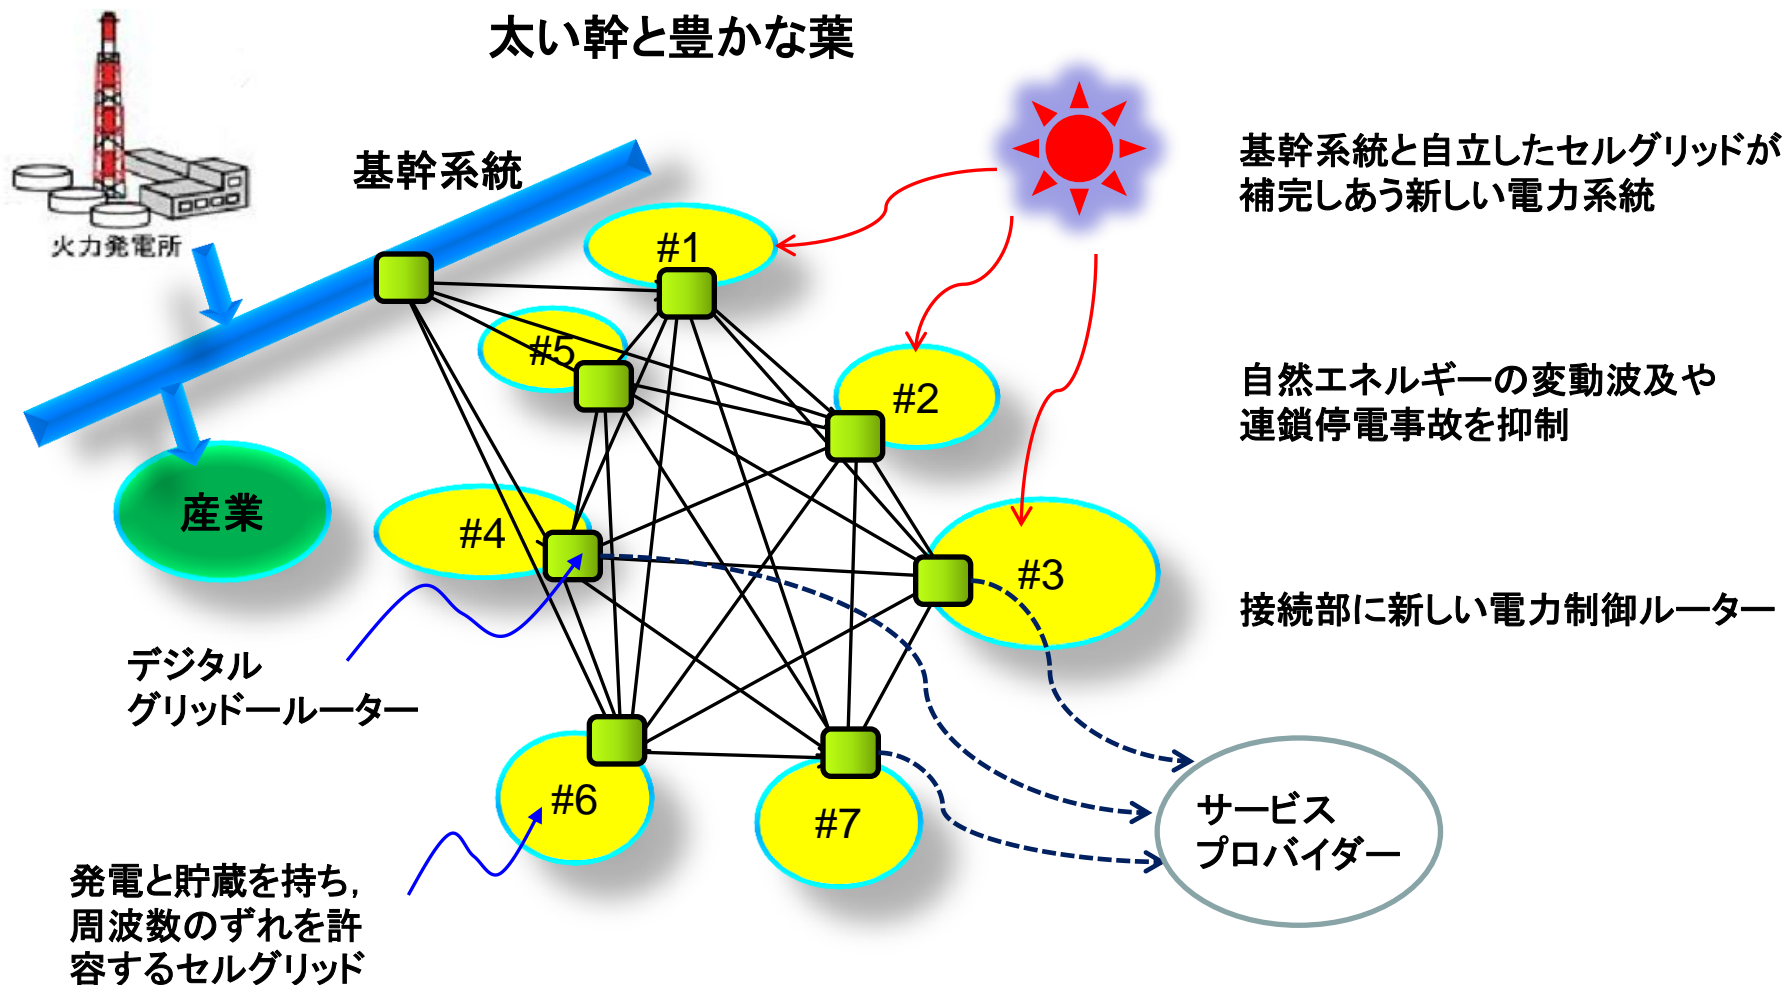 太い幹と豊かな葉
火力発電所
基幹系統
基幹系統と自立したセルグリッドが
補完しあう新しい電力系統
#1
#5
#2
自然エネルギーの変動波及や
連鎖停電事故を抑制
産業
#4
#3
接続部に新しい電力制御ルーター
デジタル
グリッドールーター
#6
#7
サービス
プロバイダー
発電と貯蔵を持ち,
周波数のずれを許
容するセルグリッド